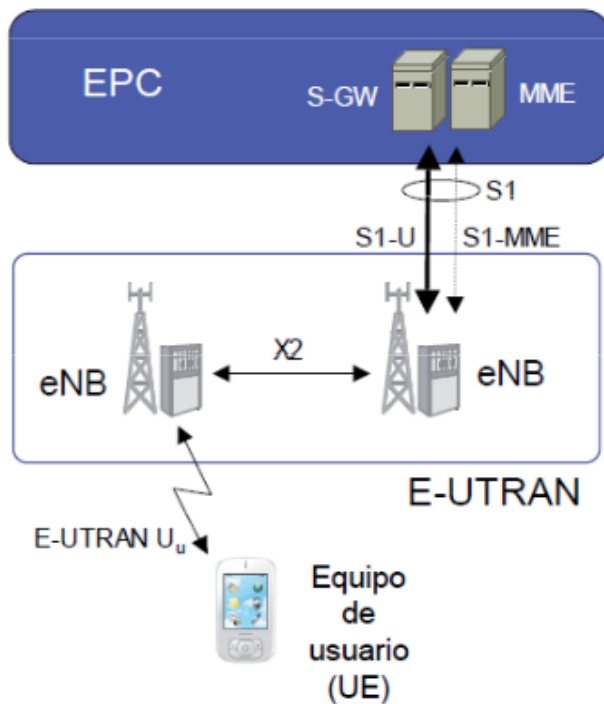 EPC
S-GW
MME
S1
S1-U
S1-MME
X2
eNB
eNB
E-UTRAN
E-UTRAN Uu
Equipo
de
usuario
(UE)